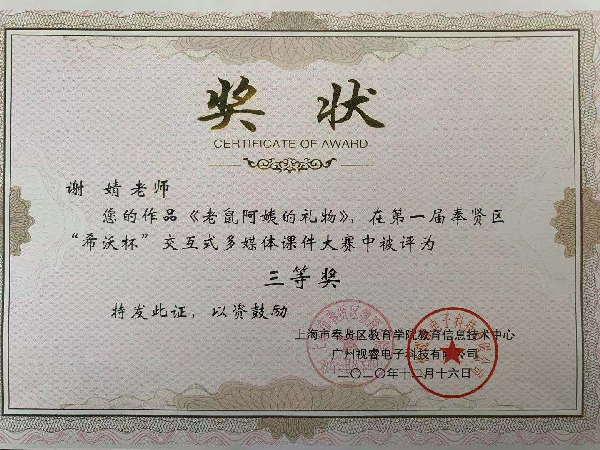 奖 状
CERTIFICATE OF AWARD
谢 婧老师
您的作品《老鼠阿姨的礼物》，在第一届奉贤区
“希沃杯”交互式多媒体课件大赛中被评为
三等奖
特发此证，以资鼓励
上海市奉贤区教育学院教育信息技术中心
广州视睿电子科技有限公司
二〇二〇年十二月十六日